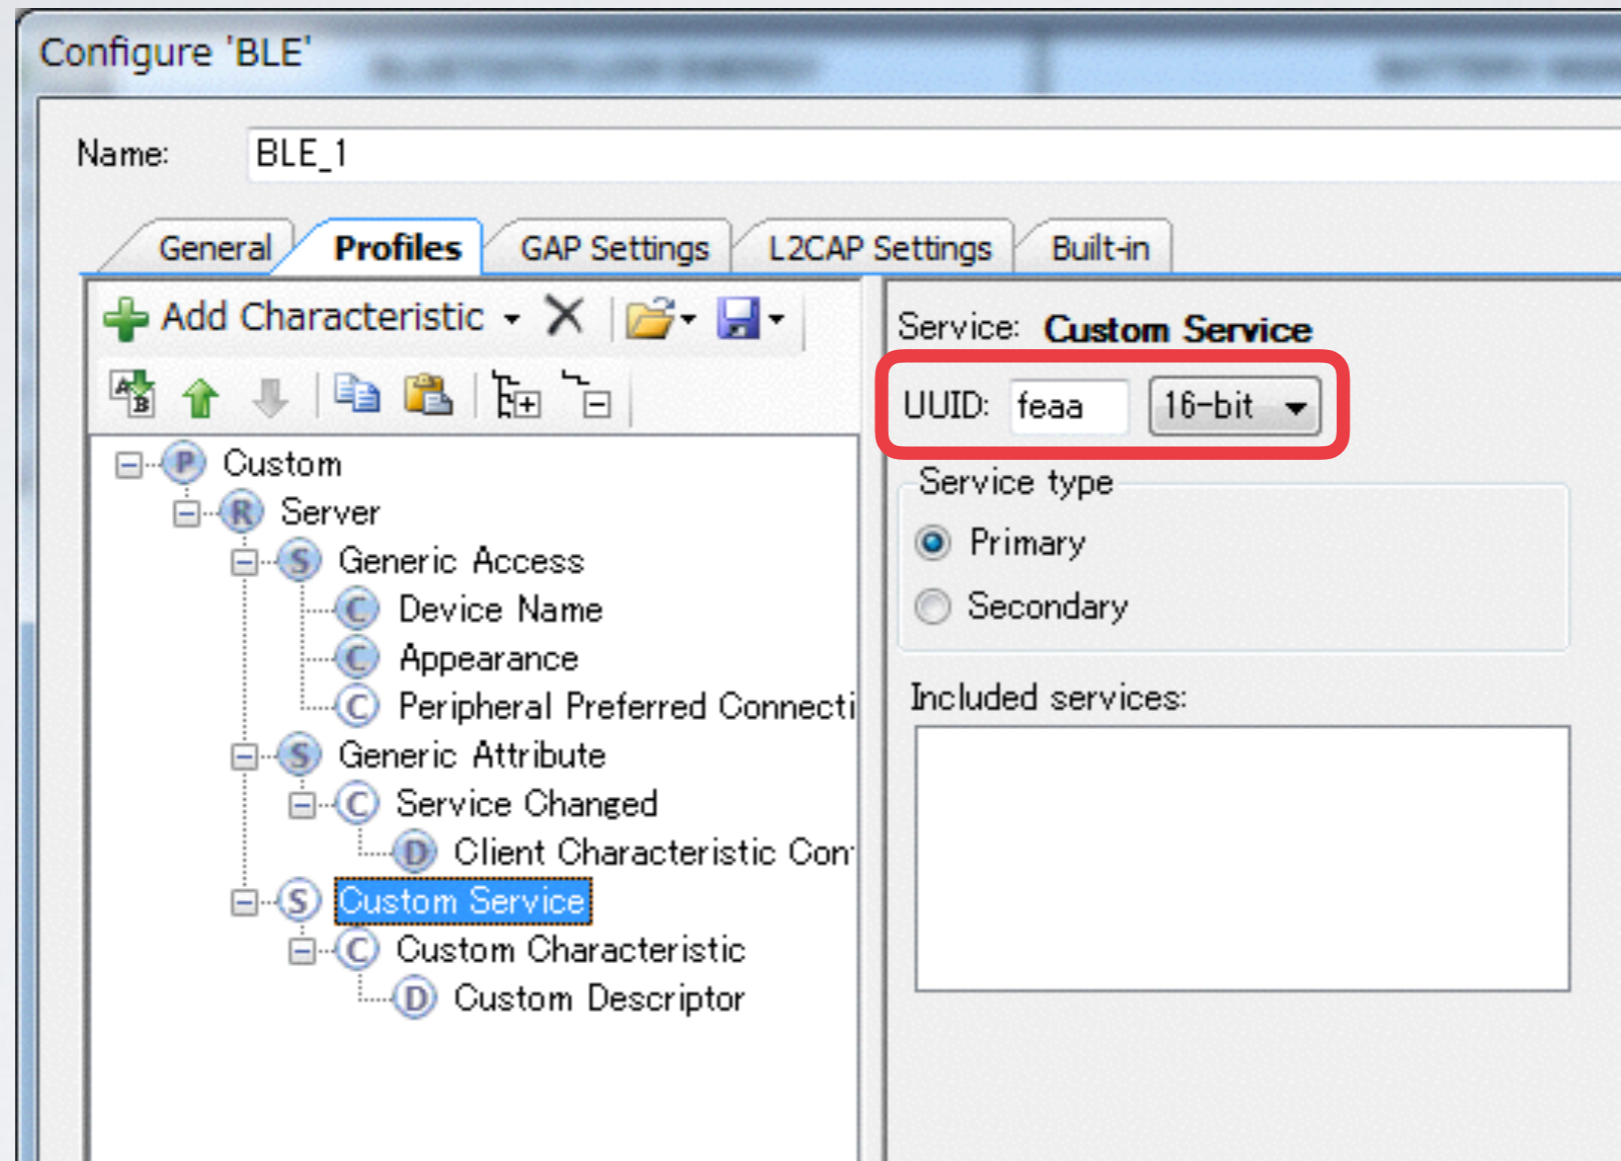 Configure 'BLE'
Name: BLE_1
General Profiles GAP Settings L2CAP Settings Built-in
Add Characteristic
Service: Custom Service
UUID: feaa 16-bit
Service type
Primary
Secondary
Included services:
P Custom
R Server
S Generic Access
C Device Name
C Appearance
C Peripheral Preferred Connecti
S Generic Attribute
C Service Changed
D Client Characteristic Con
S Custom Service
C Custom Characteristic
D Custom Descriptor